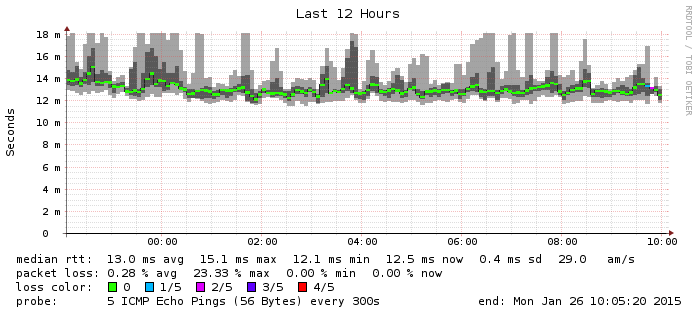 Last 12 Hours
RRDTOOL / TOBI OETIKER
Seconds
18 m
16 m
14 m
12 m
10 m
8 m
6 m
4 m
2 m
0
00:00 02:00 04:00 06:00 08:00 10:00
median rtt: 13.0 ms avg 15.1 ms max 12.1 ms min 12.5 ms now 0.4 ms sd 29.0 am/s
packet loss: 0.28 % avg 23.33 % max 0.00 % min 0.00 % now
loss color: 0 1/5 2/5 3/5 4/5
probe: 5 ICMP Echo Pings (56 Bytes) every 300s end: Mon Jan 26 10:05:20 2015